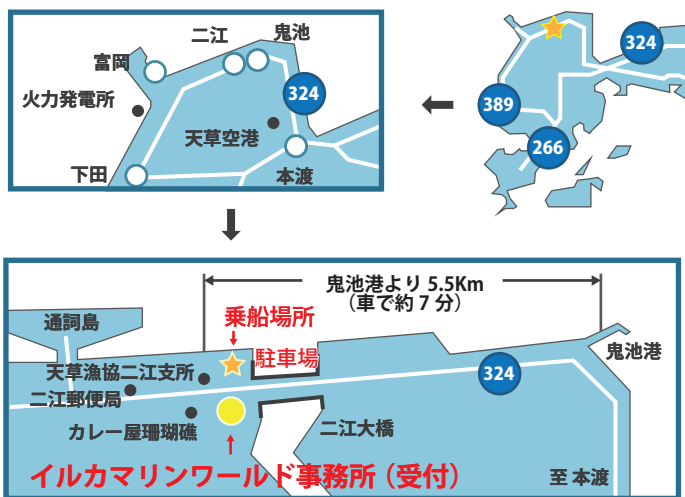 二江
鬼池
富岡
火力発電所
324
天草空港
下田
本渡
324
389
266
鬼池港より 5.5Km
（車で約 7 分）
通詞島
乗船場所
駐車場
鬼池港
天草漁協二江支所
324
二江郵便局
カレー屋珊瑚礁
二江大橋
イルカマリンワールド事務所（受付）
至 本渡